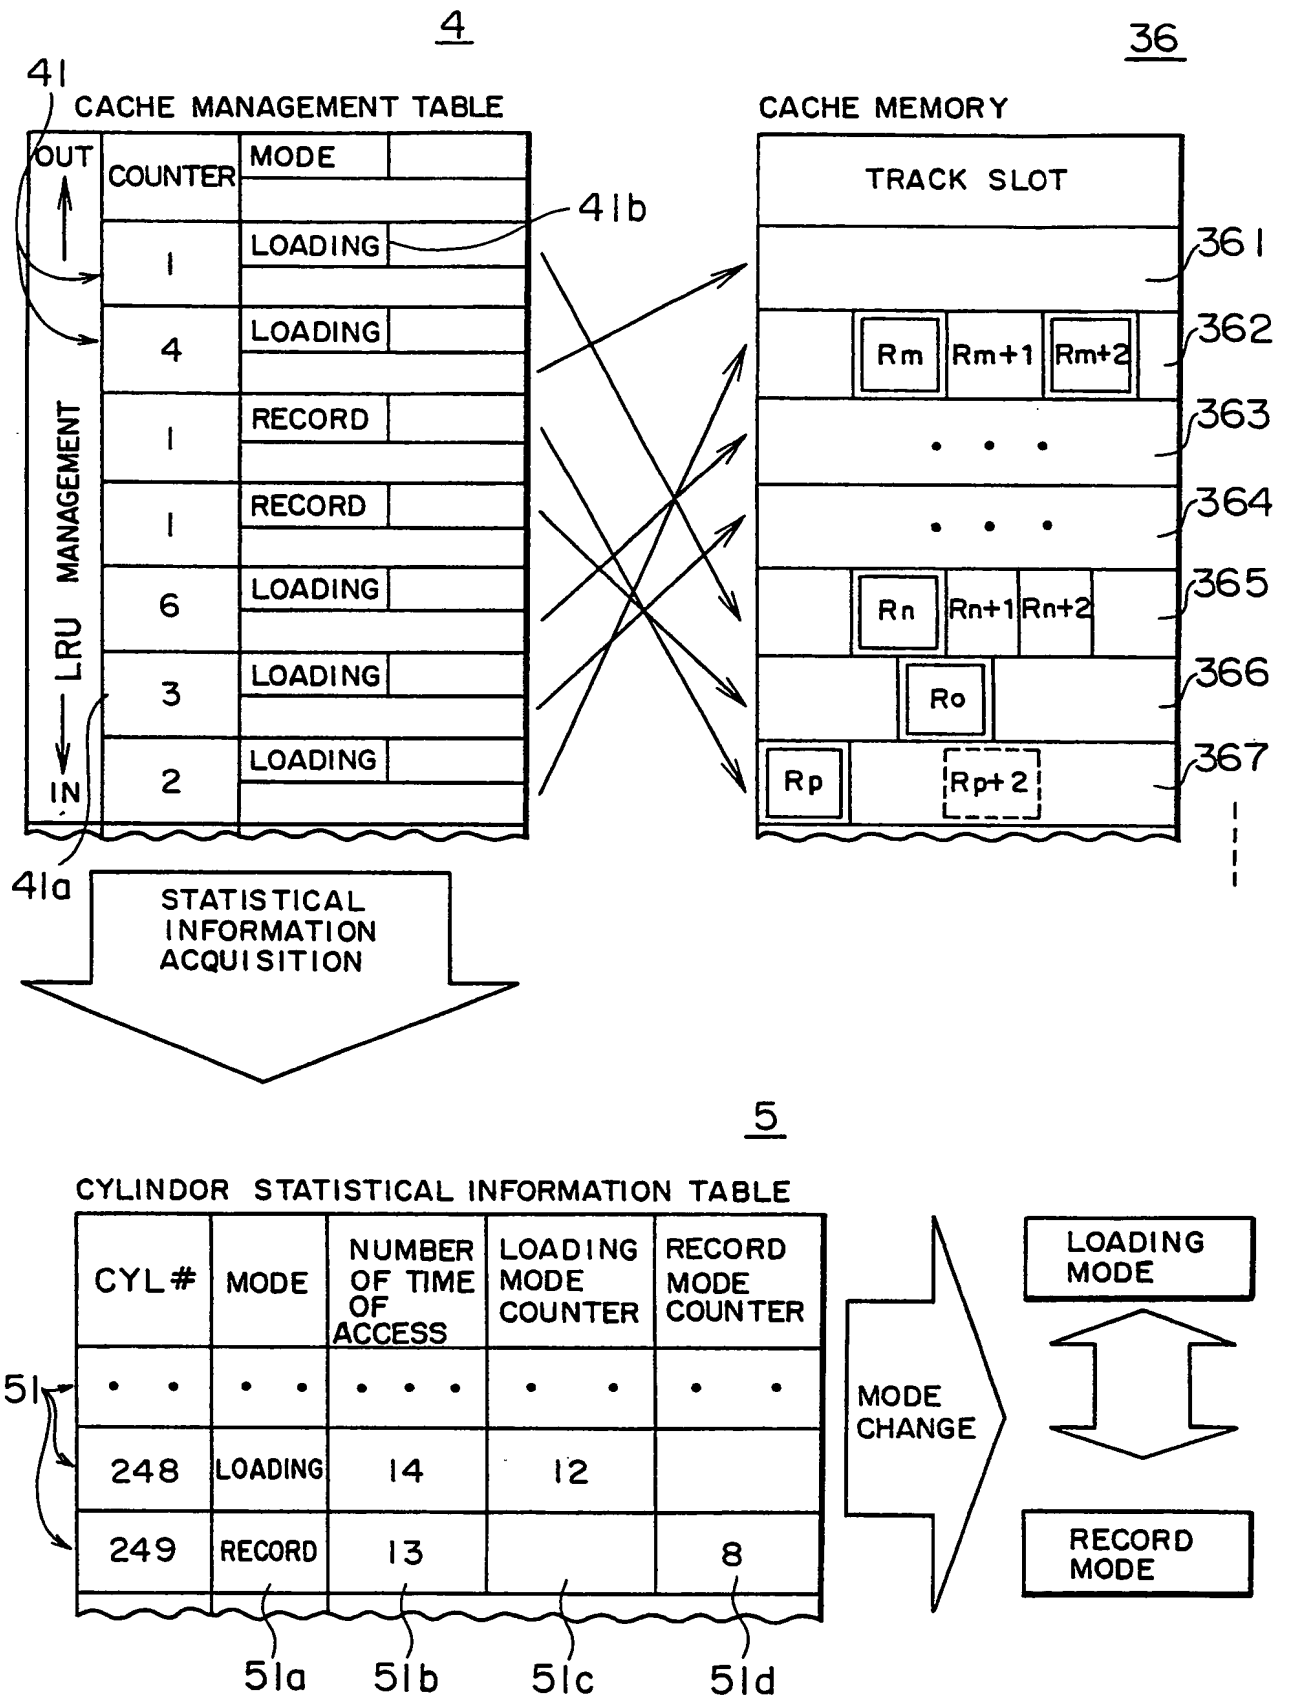 4
36
41
CACHE MANAGEMENT TABLE
CACHE MEMORY
OUT
COUNTER
MODE
TRACK SLOT
41b
1
LOADING
361
4
LOADING
Rm
Rm+1
Rm+2
362
1
RECORD
• • •
363
1
RECORD
• • •
364
6
LOADING
Rn
Rn+1
Rn+2
365
3
LOADING
Ro
366
2
LOADING
Rp
Rp+2
367
LRU MANAGEMENT
IN
41a
STATISTICAL
INFORMATION
ACQUISITION
5
CYLINDOR STATISTICAL INFORMATION TABLE
CYL#
MODE
NUMBER
OF TIME
OF
ACCESS
LOADING
MODE
COUNTER
RECORD
MODE
COUNTER
51
• •
• •
• • •
• •
• •
248
LOADING
14
12
249
RECORD
13
8
51a
51b
51c
51d
MODE
CHANGE
LOADING
MODE
RECORD
MODE